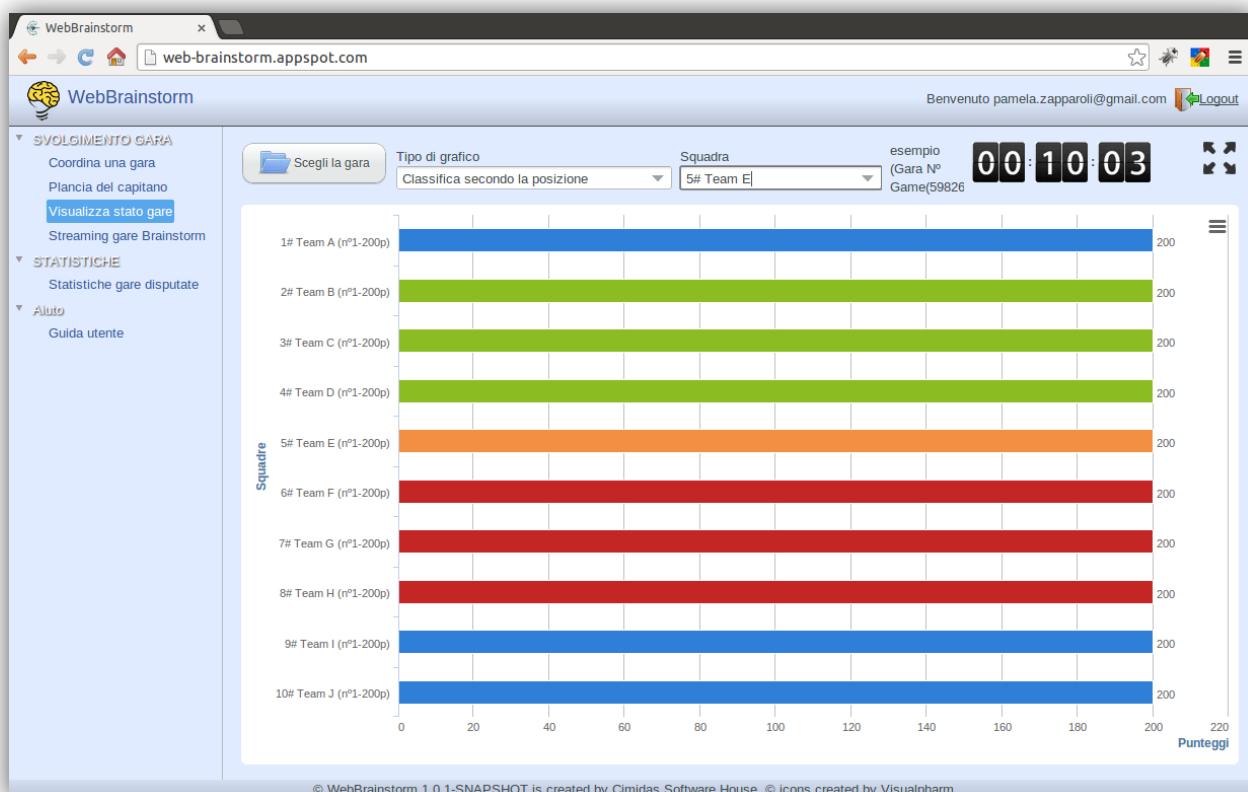 WebBrainstorm
web-brainstorm.appspot.com
WebBrainstorm
Benvenuto pamela.zapparoli@gmail.com Logout
SVOLGIMENTO GARA
Coordina una gara
Plancia del capitano
Visualizza stato gare
Streaming gare Brainstorm
STATISTICHE
Statistiche gare disputate
Aiuto
Guida utente
Scegli la gara
Tipo di grafico
Classifica secondo la posizione
Squadra
5# Team E
esempio
(Gara Nº
Game(59826
00:10:03
Squadre
1# Team A (nº1-200p) 200
2# Team B (nº1-200p) 200
3# Team C (nº1-200p) 200
4# Team D (nº1-200p) 200
5# Team E (nº1-200p) 200
6# Team F (nº1-200p) 200
7# Team G (nº1-200p) 200
8# Team H (nº1-200p) 200
9# Team I (nº1-200p) 200
10# Team J (nº1-200p) 200
0 20 40 60 80 100 120 140 160 180 200 220
Punteggi
© WebBrainstorm 1.0.1-SNAPSHOT is created by Cimidas Software House. © icons created by Visualpharm